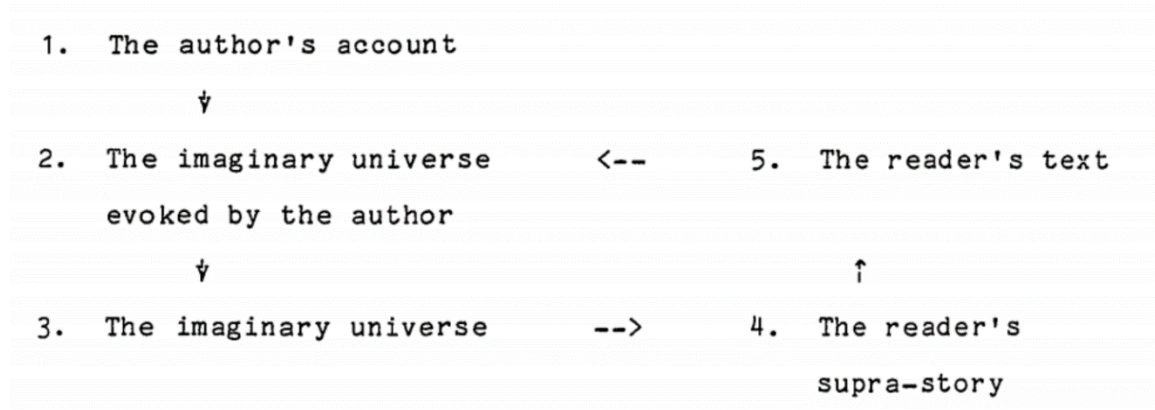 1. The author's account
2. The imaginary universe <-- 5. The reader's text
evoked by the author
3. The imaginary universe --> 4. The reader's
supra-story